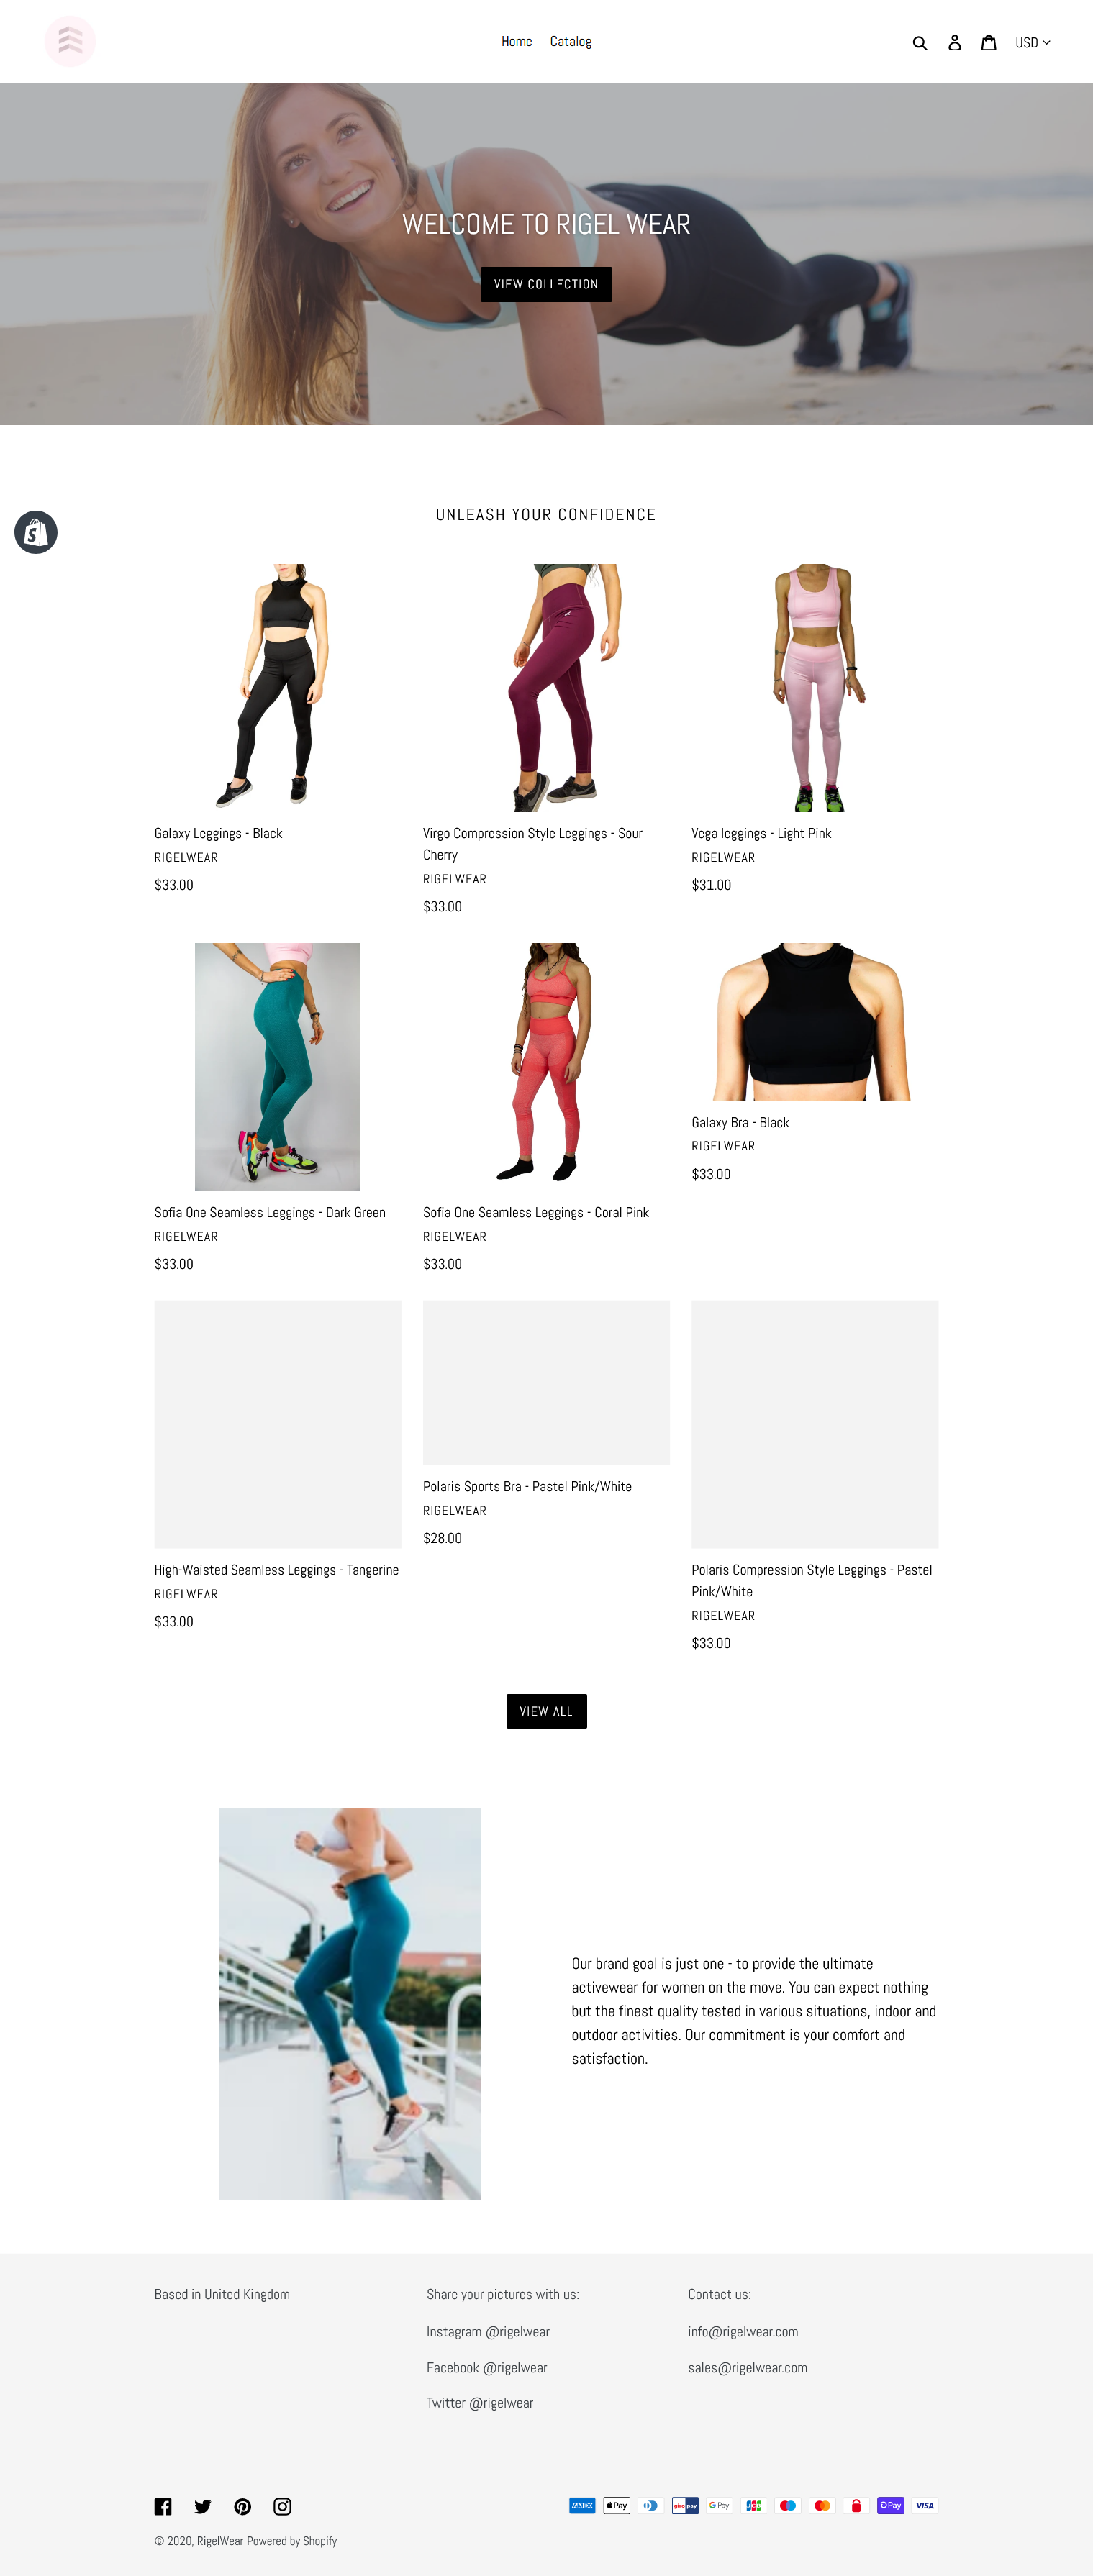 Home Catalog USD
WELCOME TO RIGEL WEAR
VIEW COLLECTION
UNLEASH YOUR CONFIDENCE
Galaxy Leggings - Black
RIGELWEAR
$33.00
Virgo Compression Style Leggings - Sour
Cherry
RIGELWEAR
$33.00
Vega leggings - Light Pink
RIGELWEAR
$31.00
Sofia One Seamless Leggings - Dark Green
RIGELWEAR
$33.00
Sofia One Seamless Leggings - Coral Pink
RIGELWEAR
$33.00
Galaxy Bra - Black
RIGELWEAR
$33.00
High-Waisted Seamless Leggings - Tangerine
RIGELWEAR
$33.00
Polaris Sports Bra - Pastel Pink/White
RIGELWEAR
$28.00
Polaris Compression Style Leggings - Pastel
Pink/White
RIGELWEAR
$33.00
VIEW ALL
Our brand goal is just one - to provide the ultimate
activewear for women on the move. You can expect nothing
but the finest quality tested in various situations, indoor and
outdoor activities. Our commitment is your comfort and
satisfaction.
Based in United Kingdom
Share your pictures with us:
Instagram @rigelwear
Facebook @rigelwear
Twitter @rigelwear
Contact us:
info@rigelwear.com
sales@rigelwear.com
AMEX Pay giro pay G Pay JCB Pay VISA
© 2020, RigelWear Powered by Shopify